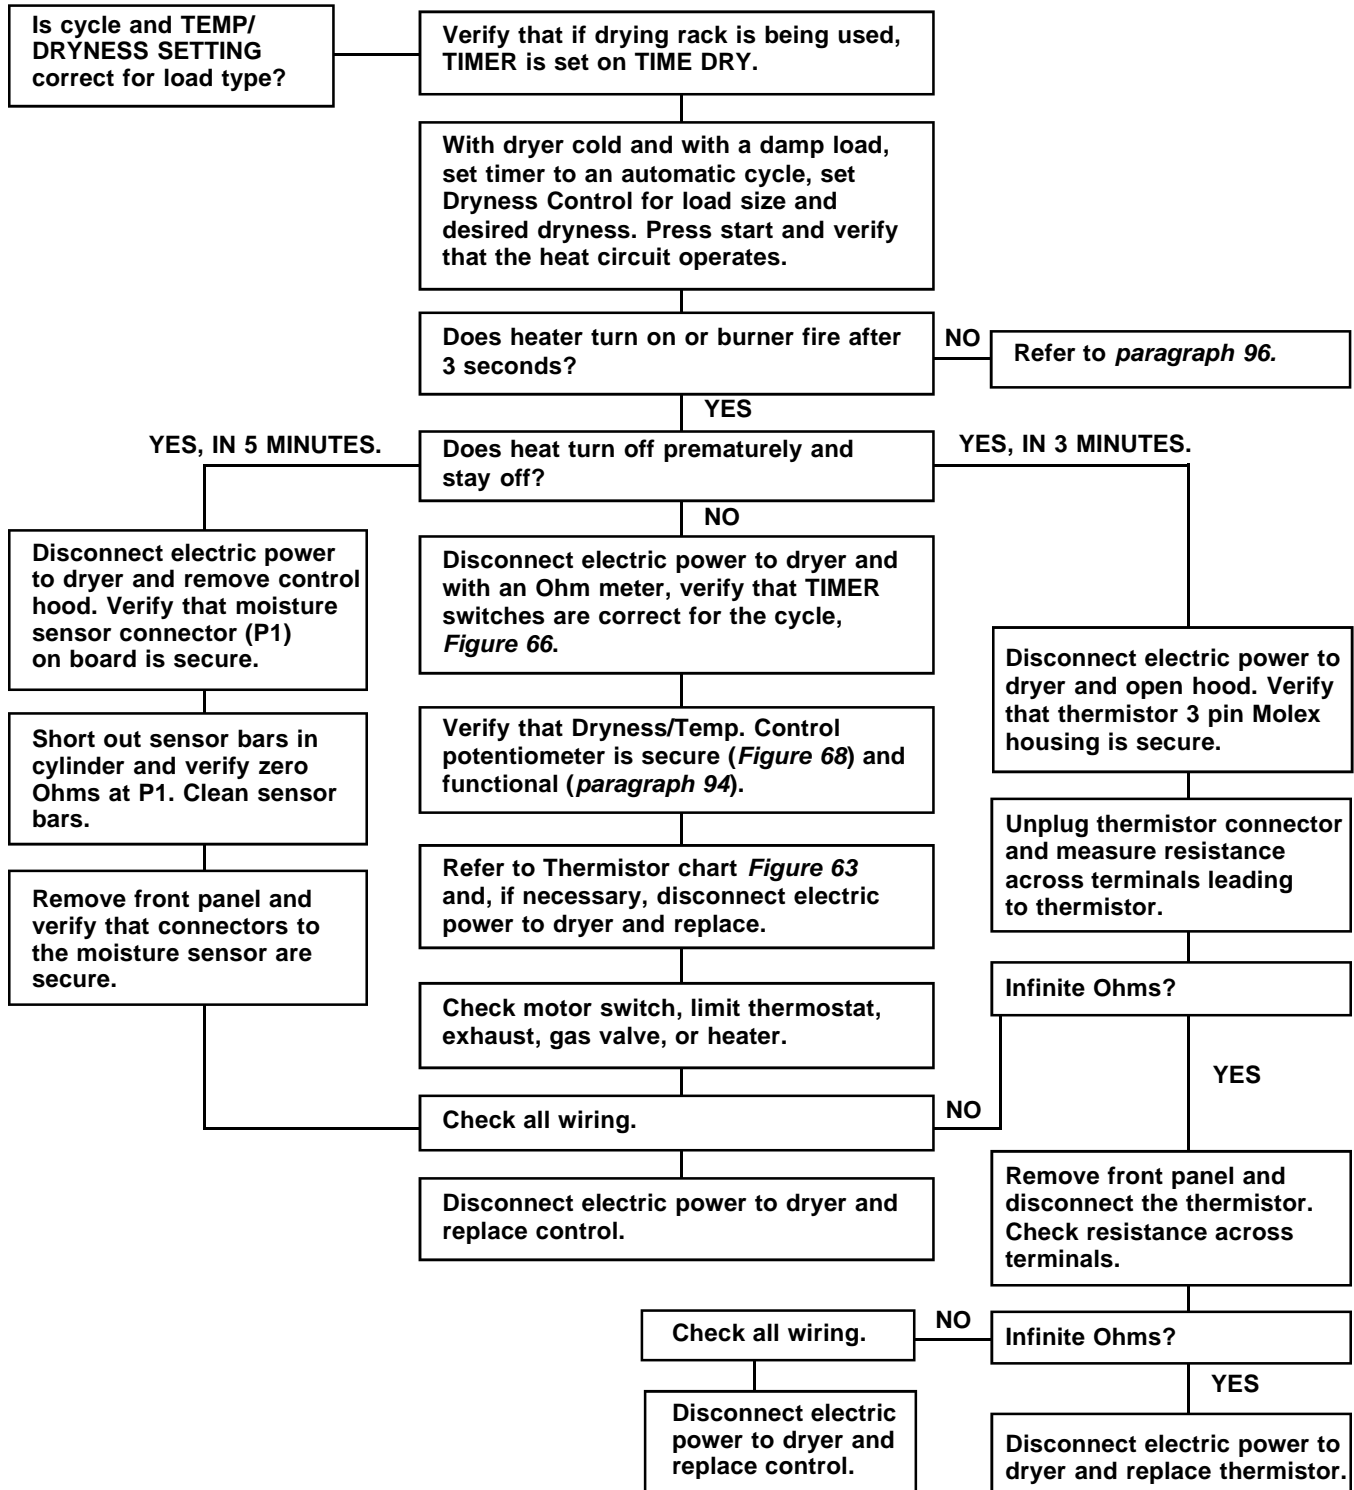 Is cycle and TEMP/
DRYNESS SETTING
correct for load type?
Verify that if drying rack is being used,
TIMER is set on TIME DRY.
With dryer cold and with a damp load,
set timer to an automatic cycle, set
Dryness Control for load size and
desired dryness. Press start and verify
that the heat circuit operates.
Does heater turn on or burner fire after
3 seconds?
NO
Refer to paragraph 96.
YES
YES, IN 5 MINUTES.
Does heat turn off prematurely and
stay off?
YES, IN 3 MINUTES.
NO
Disconnect electric power
to dryer and remove control
hood. Verify that moisture
sensor connector (P1)
on board is secure.
Short out sensor bars in
cylinder and verify zero
Ohms at P1. Clean sensor
bars.
Remove front panel and
verify that connectors to
the moisture sensor are
secure.
Disconnect electric power to dryer and
with an Ohm meter, verify that TIMER
switches are correct for the cycle,
Figure 66.
Verify that Dryness/Temp. Control
potentiometer is secure (Figure 68) and
functional (paragraph 94).
Refer to Thermistor chart Figure 63
and, if necessary, disconnect electric
power to dryer and replace.
Check motor switch, limit thermostat,
exhaust, gas valve, or heater.
Check all wiring.
Disconnect electric power to dryer and
replace control.
Disconnect electric power to
dryer and open hood. Verify
that thermistor 3 pin Molex
housing is secure.
Unplug thermistor connector
and measure resistance
across terminals leading
to thermistor.
Infinite Ohms?
NO
YES
Remove front panel and
disconnect the thermistor.
Check resistance across
terminals.
Infinite Ohms?
NO
Check all wiring.
Disconnect electric
power to dryer and
replace control.
YES
Disconnect electric power to
dryer and replace thermistor.